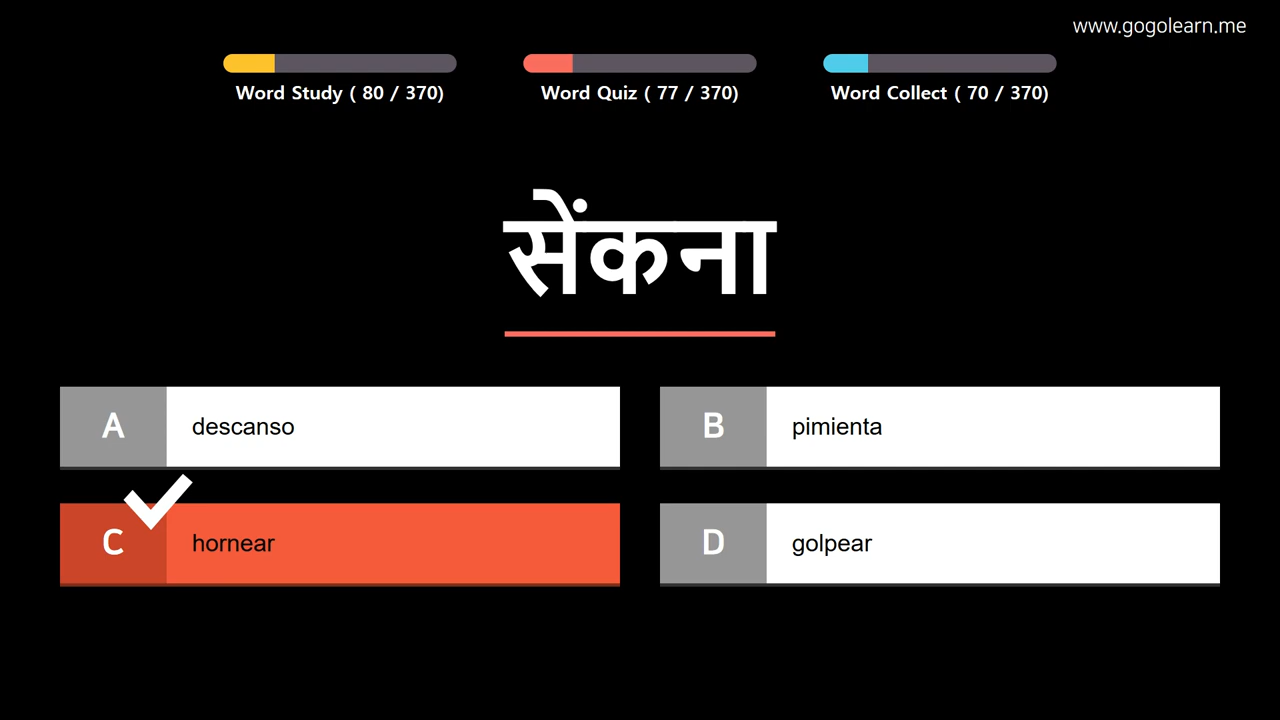 www.gogolearn.me
Word Study ( 80 / 370)
Word Quiz ( 77 / 370)
Word Collect ( 70 / 370)
सेंकना
A descanso
B pimienta
C hornear
D golpear